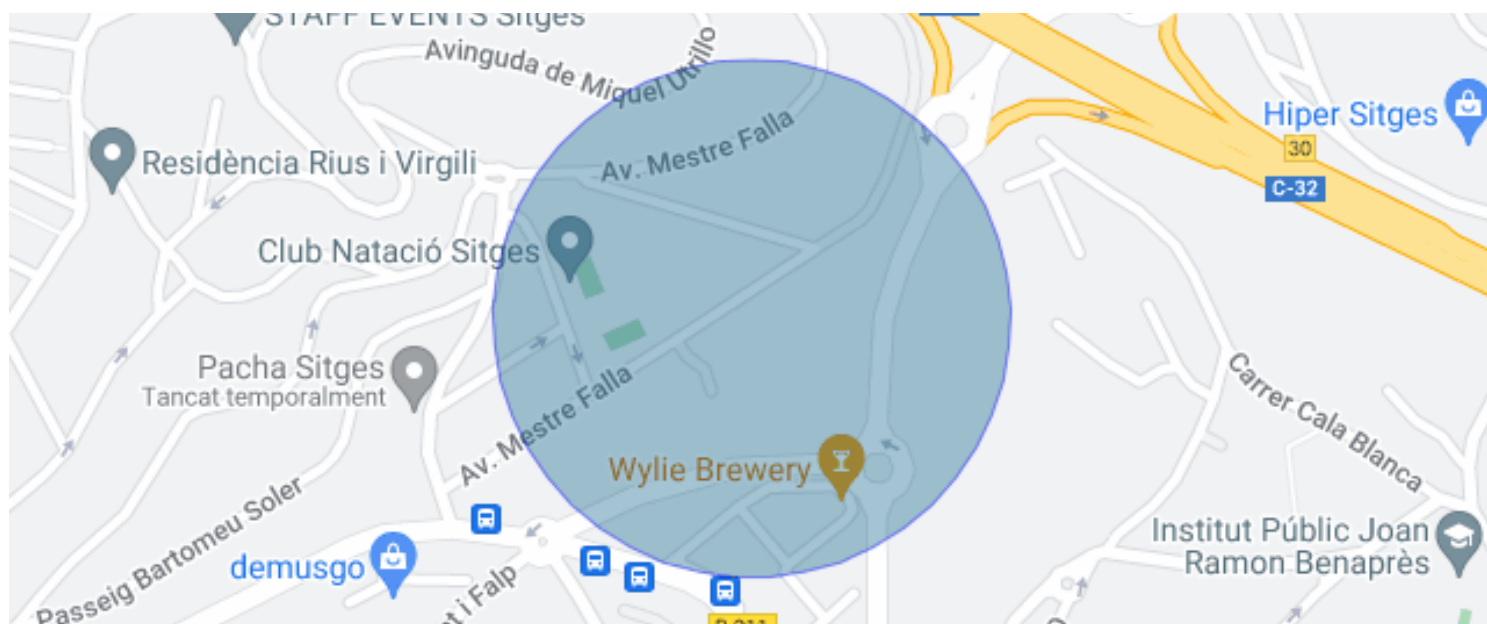 STAFF EVENTS Sitges
Avinguda de Miquel Utrillo
Hiper Sitges
Av. Mestre Falla
30
Residència Rius i Virgili
C-32
Club Natació Sitges
Pacha Sitges
Tancat temporalment
Av. Mestre Falla
Carrer Cala Blanca
Wylie Brewery
Passeig Bartomeu Soler
Institut Públic Joan
Ramon Benaprès
demusgo
i Falp